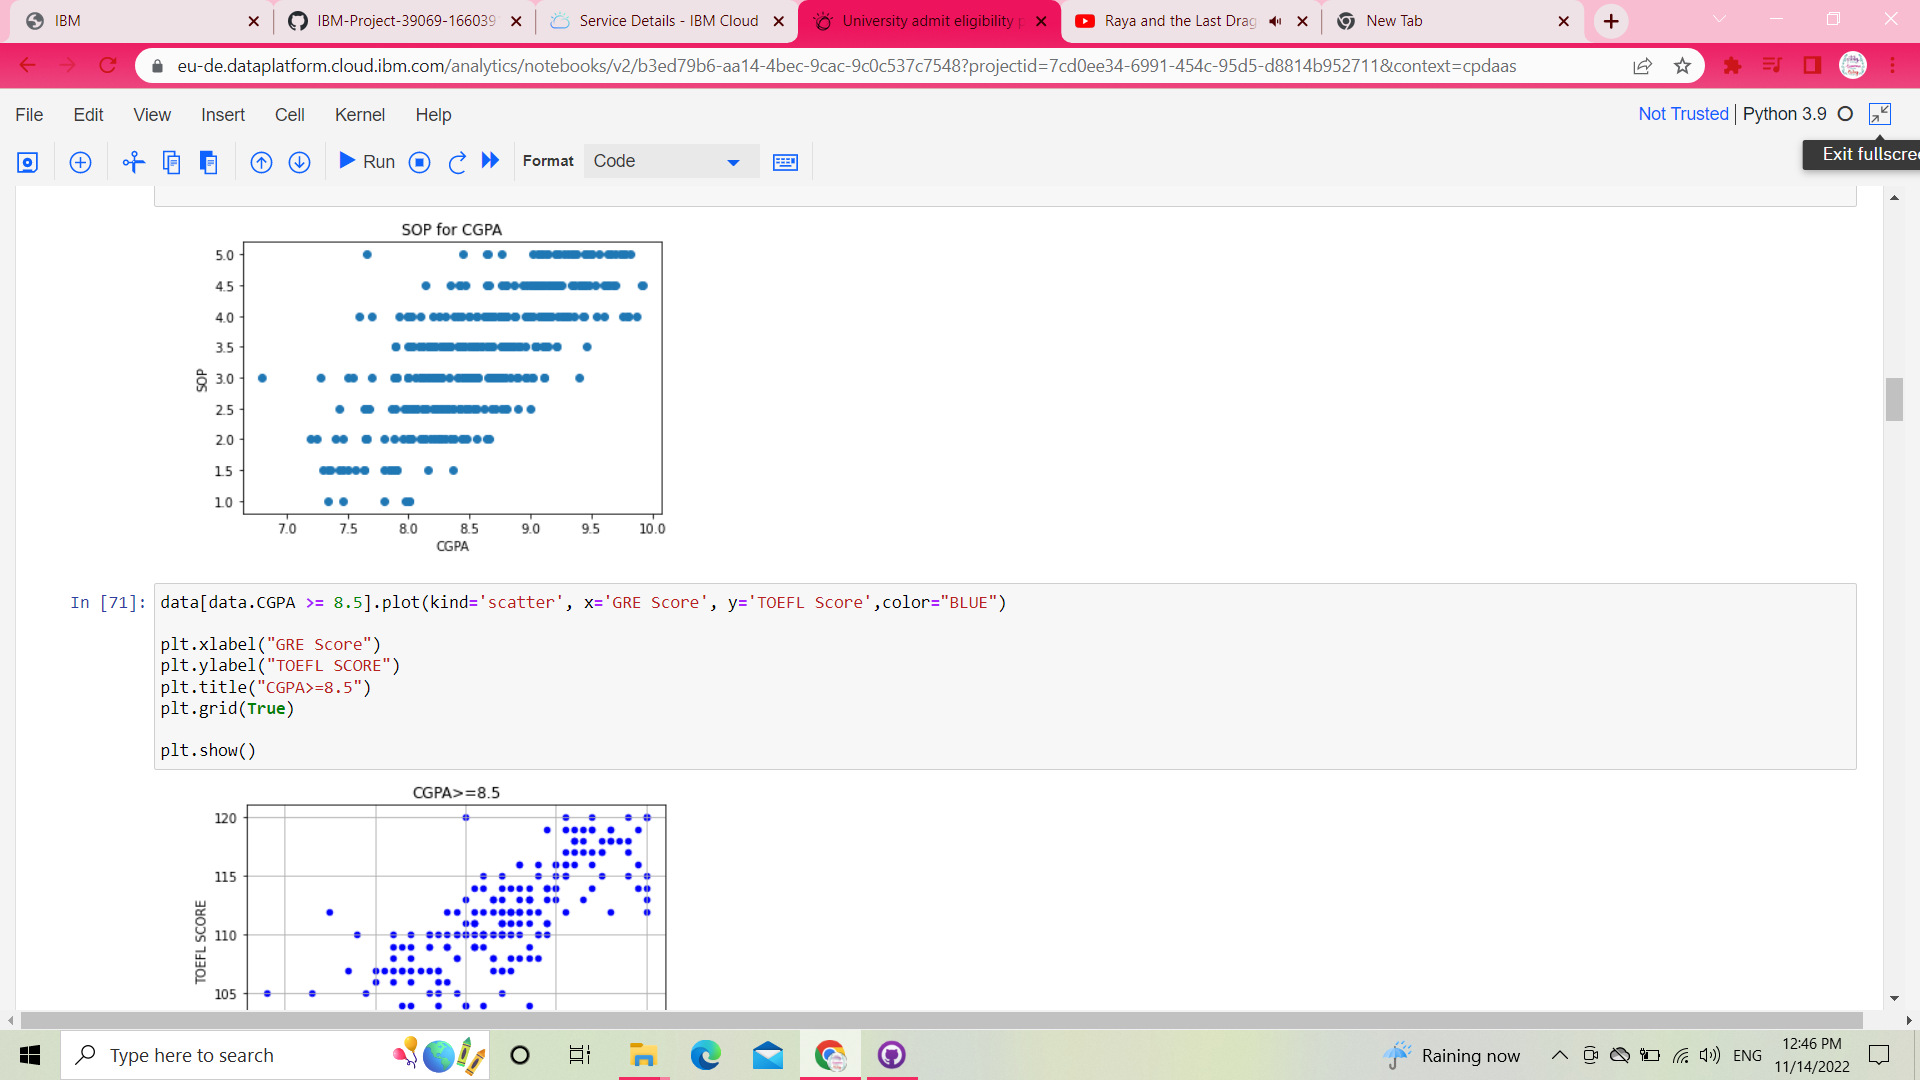 IBM
IBM-Project-39069-166039
Service Details - IBM Cloud
University admit eligibility p
Raya and the Last Drag
New Tab
eu-de.dataplatform.cloud.ibm.com/analytics/notebooks/v2/b3ed79b6-aa14-4bec-9cac-9c0c537c7548?projectid=7cd0ee34-6991-454c-95d5-d8814b952711&context=cpdaas
File Edit View Insert Cell Kernel Help
Not Trusted Python 3.9
Run Format Code
Exit fullscree
SOP for CGPA
5.0
4.5
4.0
3.5
3.0
2.5
2.0
1.5
1.0
SOP
7.0 7.5 8.0 8.5 9.0 9.5 10.0
CGPA
In [71]: data[data.CGPA >= 8.5].plot(kind='scatter', x='GRE Score', y='TOEFL Score',color="BLUE")
plt.xlabel("GRE Score")
plt.ylabel("TOEFL SCORE")
plt.title("CGPA>=8.5")
plt.grid(True)
plt.show()
CGPA>=8.5
120
115
110
105
TOEFL SCORE
Type here to search
Raining now
ENG
12:46 PM
11/14/2022